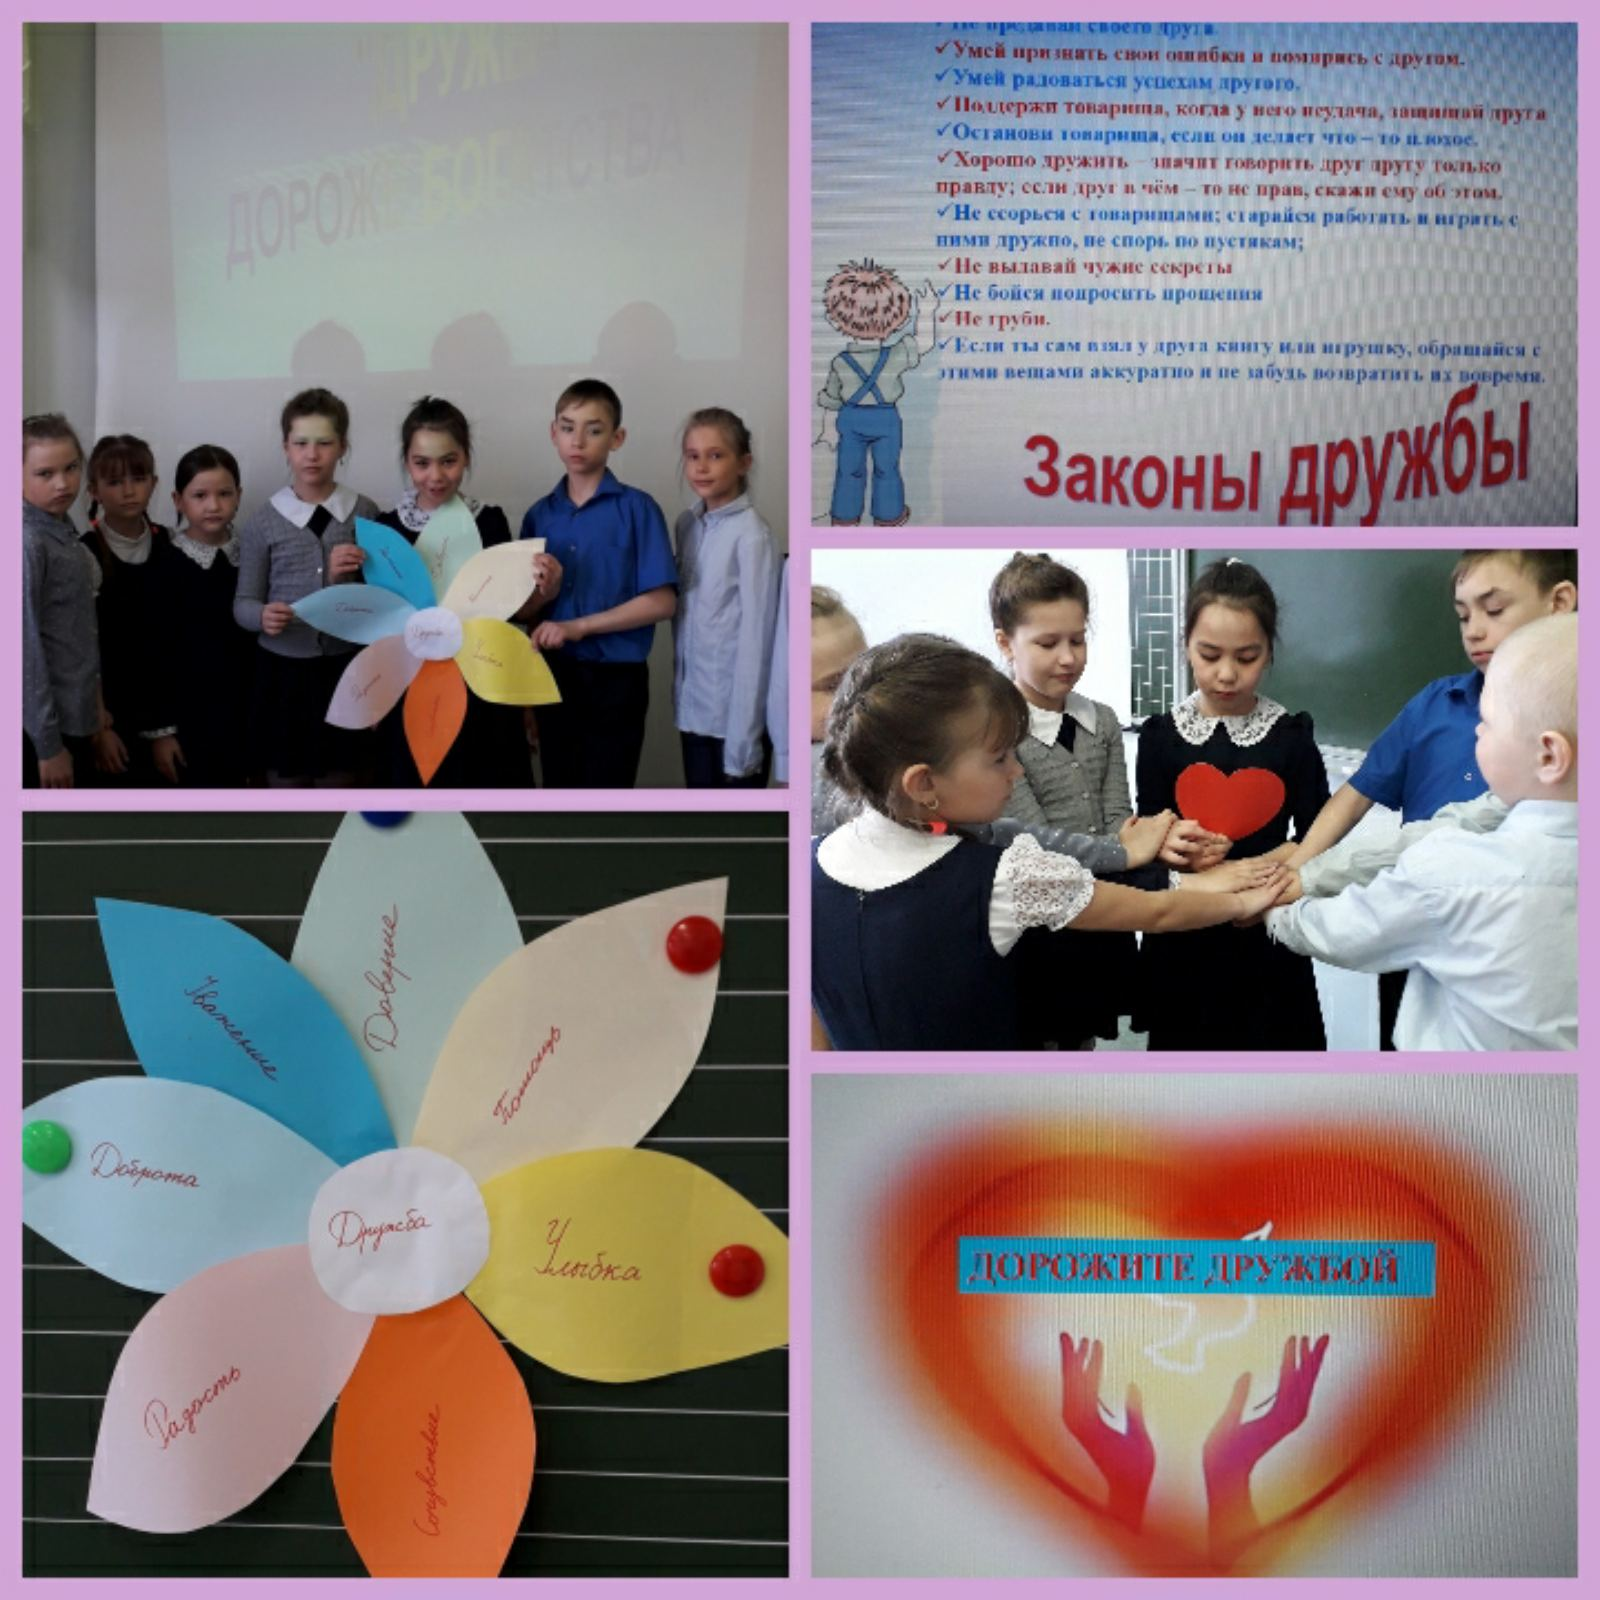 "ДРУЖБА
ДОРОЖЕ БОГАТСТВА"
Не предавай своего друга.
✓Умей признать свои ошибки и помирись с другом.
✓Умей радоваться успехам другого.
✓Поддержи товарища, когда у него неудача, защищай друга
✓Останови товарища, если он делает что – то плохое.
✓Хорошо дружить – значит говорить друг другу только
правду; если друг в чём – то не прав, скажи ему об этом.
✓Не ссорься с товарищами; старайся работать и играть с
ними дружно, не спорь по пустякам;
✓Не выдавай чужие секреты
✓Не бойся попросить прощения
✓Не груби.
✓Если ты сам взял у друга книгу или игрушку, обращайся с
этими вещами аккуратно и не забудь возвратить их вовремя.
Законы дружбы
Доброта
Дружба
Улыбка
Уважение
Доверие
Помощь
Доброта
Дружба
Улыбка
Радость
Сочувствие
ДОРОЖИТЕ ДРУЖБОЙ